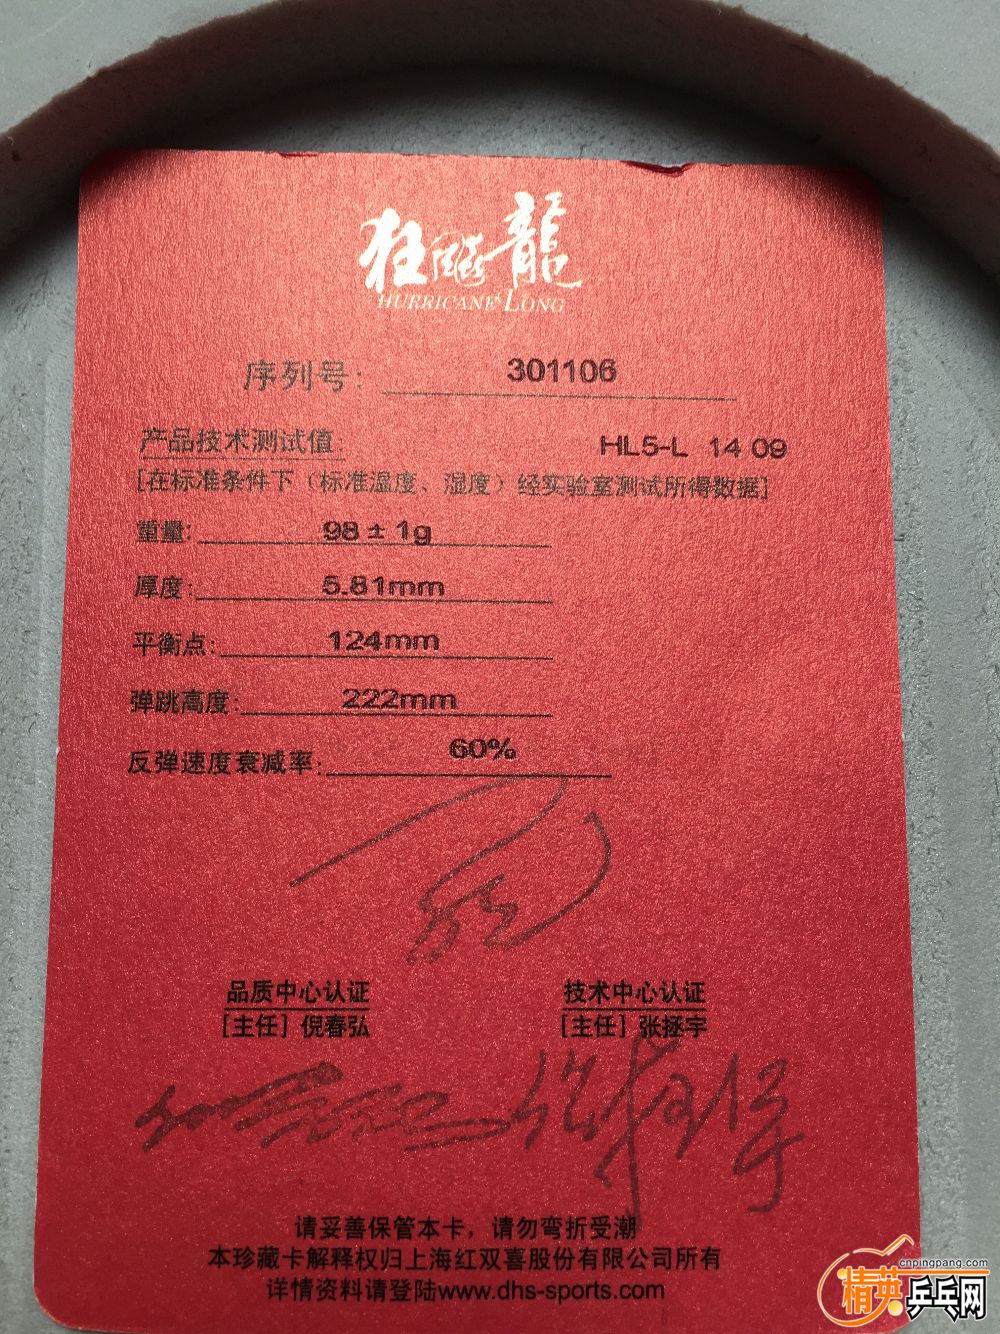 狂飚龍
HURRICANE LONG
序列号: 301106
产品技术测试值: HL5-L 14 09
[在标准条件下（标准温度、湿度）经实验室测试所得数据]
重量: 98±1g
厚度: 5.81mm
平衡点: 124mm
弹跳高度: 222mm
反弹速度衰减率: 60%
品质中心认证 技术中心认证
[主任] 倪春弘 [主任] 张拯宇
请妥善保管本卡，请勿弯折受潮
本珍藏卡解释权归上海红双喜股份有限公司所有
详情资料请登陆www.dhs-sports.com
cnpingpang.com
精英乒乓网